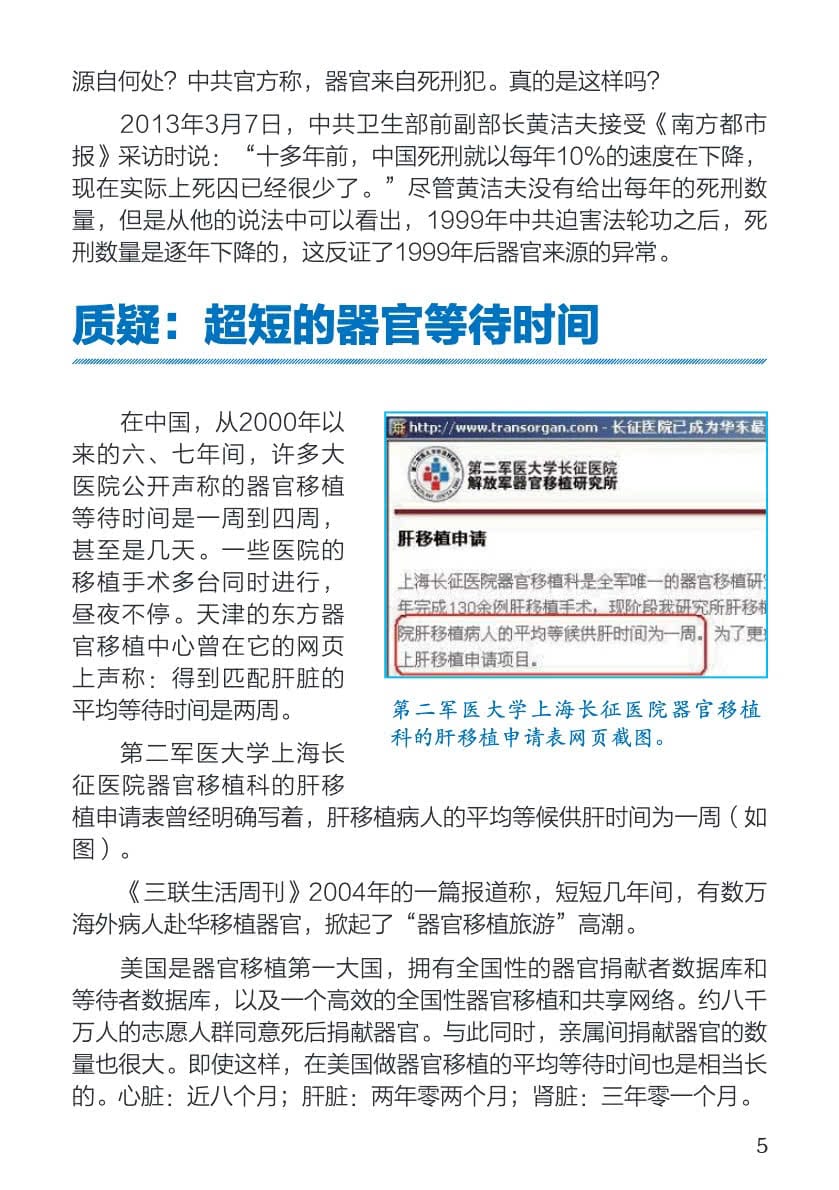 源自何处？中共官方称，器官来自死刑犯。真的是这样吗？
2013年3月7日，中共卫生部前副部长黄洁夫接受《南方都市
报》采访时说：“十多年前，中国死刑就以每年10%的速度在下降，
现在实际上死囚已经很少了。”尽管黄洁夫没有给出每年的死刑数
量，但是从他的说法中可以看出，1999年中共迫害法轮功之后，死
刑数量是逐年下降的，这反证了1999年后器官来源的异常。
质疑：超短的器官等待时间
在中国，从2000年以
来的六、七年间，许多大
医院公开声称的器官移植
等待时间是一周到四周，
甚至是几天。一些医院的
移植手术多台同时进行，
昼夜不停。天津的东方器
官移植中心曾在它的网页
上声称：得到匹配肝脏的
平均等待时间是两周。
http://www.transorgan.com - 长征医院已成为华东最
第二军医大学长征医院
解放军器官移植研究所
肝移植申请
上海长征医院器官移植科是全军唯一的器官移植研
年完成130余例肝移植手术，现阶段我研究所肝移植
院肝移植病人的平均等候供肝时间为一周。为了更
上肝移植申请项目。
第二军医大学上海长征医院器官移植
科的肝移植申请表网页截图。
第二军医大学上海长
征医院器官移植科的肝移
植申请表曾经明确写着，肝移植病人的平均等候供肝时间为一周（如
图）。
《三联生活周刊》2004年的一篇报道称，短短几年间，有数万
海外病人赴华移植器官，掀起了“器官移植旅游”高潮。
美国是器官移植第一大国，拥有全国性的器官捐献者数据库和
等待者数据库，以及一个高效的全国性器官移植和共享网络。约八千
万人的志愿人群同意死后捐献器官。与此同时，亲属间捐献器官的数
量也很大。即使这样，在美国做器官移植的平均等待时间也是相当长
的。心脏：近八个月；肝脏：两年零两个月；肾脏：三年零一个月。
5